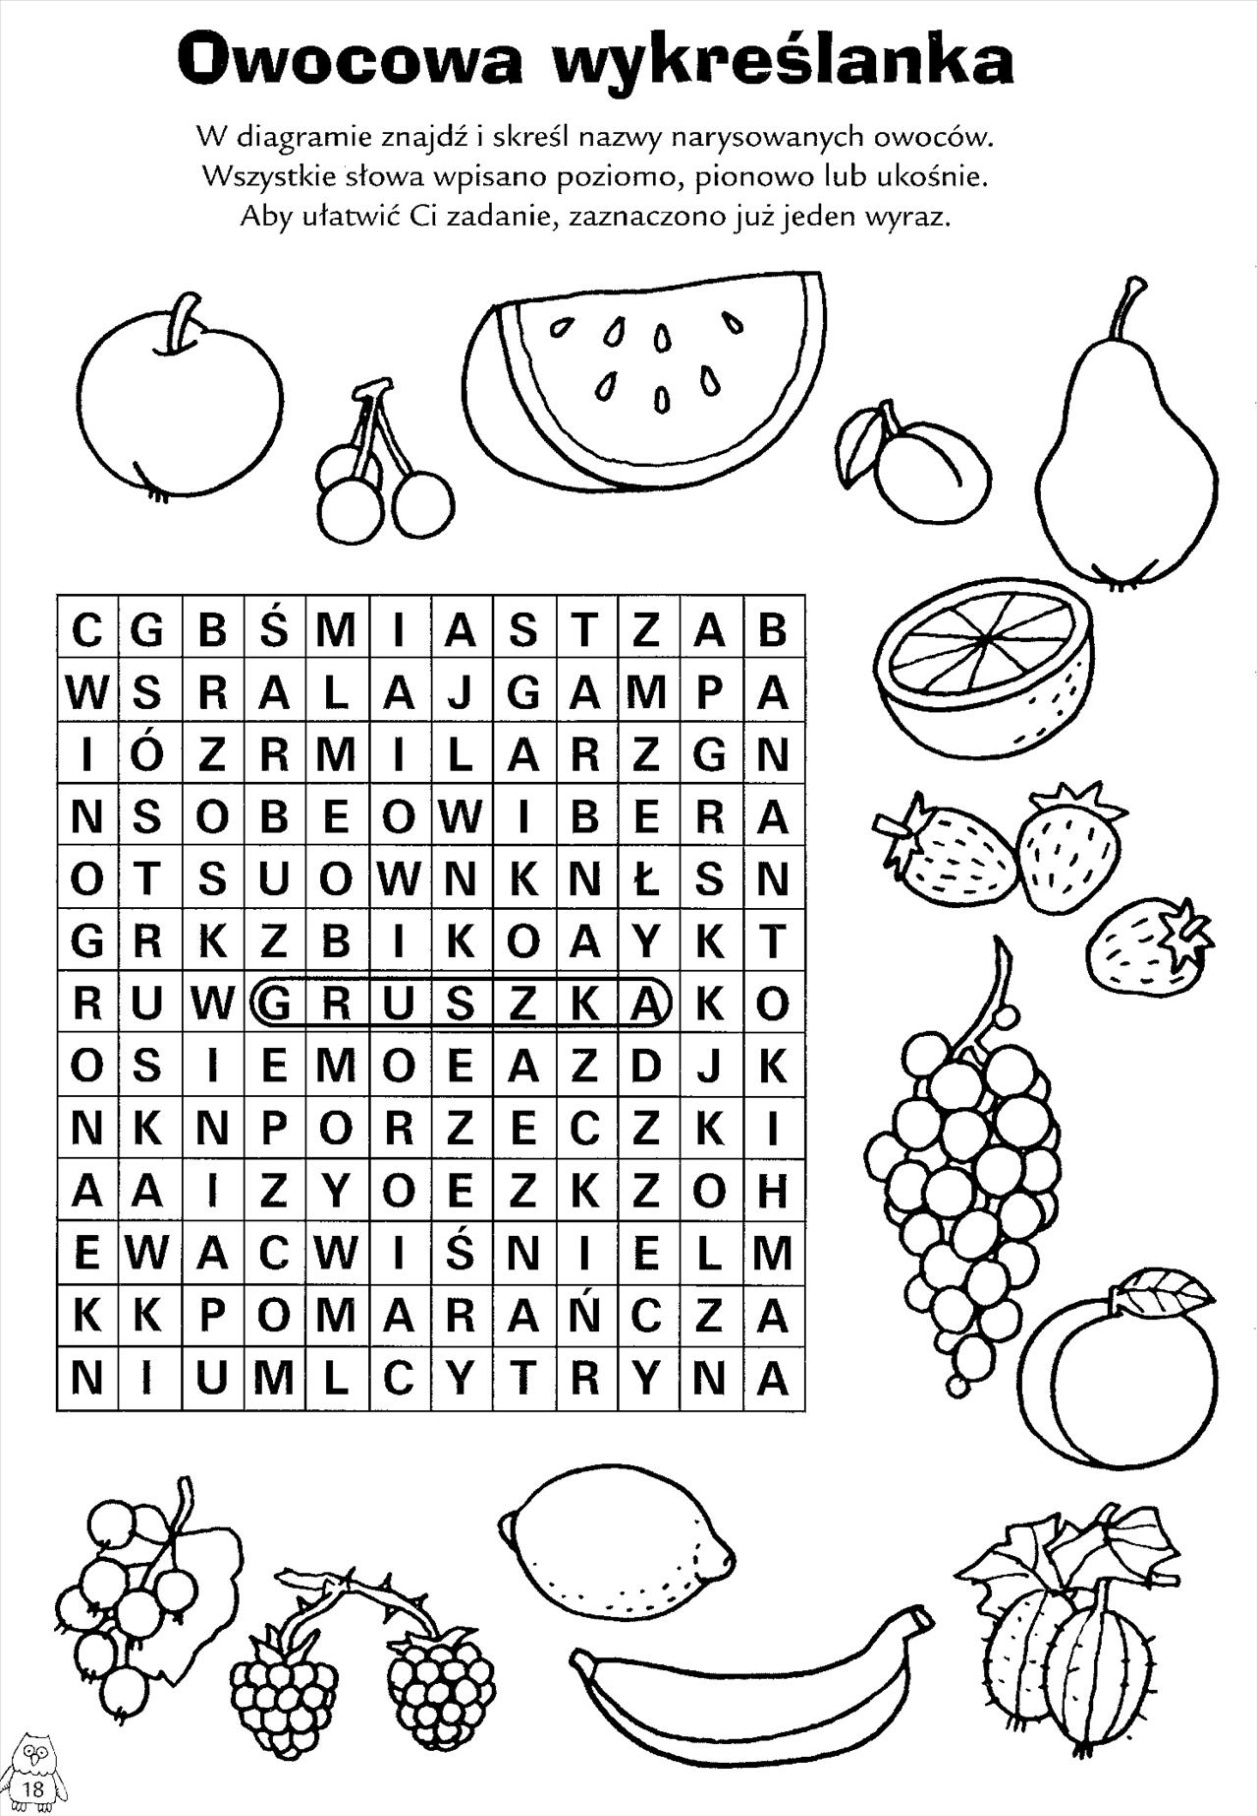 Owocowa wykreślanka
W diagramie znajdź i skreśl nazwy narysowanych owoców.
Wszystkie słowa wpisano poziomo, pionowo lub ukośnie.
Aby ułatwić Ci zadanie, zaznaczono już jeden wyraz.
C G B Ś M I A S T Z A B
W S R A L A J G A M P A
I Ó Z R M I L A R Z G N
N S O B E O W I B E R A
O T S U O W N K N Ł S N
G R K Z B I K O A Y K T
R U W G R U S Z K A K O
O S I E M O E A Z D J K
N K N P O R Z E C Z K I
A A I Z Y O E Z K Z O H
E W A C W I Ś N I E L M
K K P O M A R A Ń C Z A
N I U M L C Y T R Y N A
18